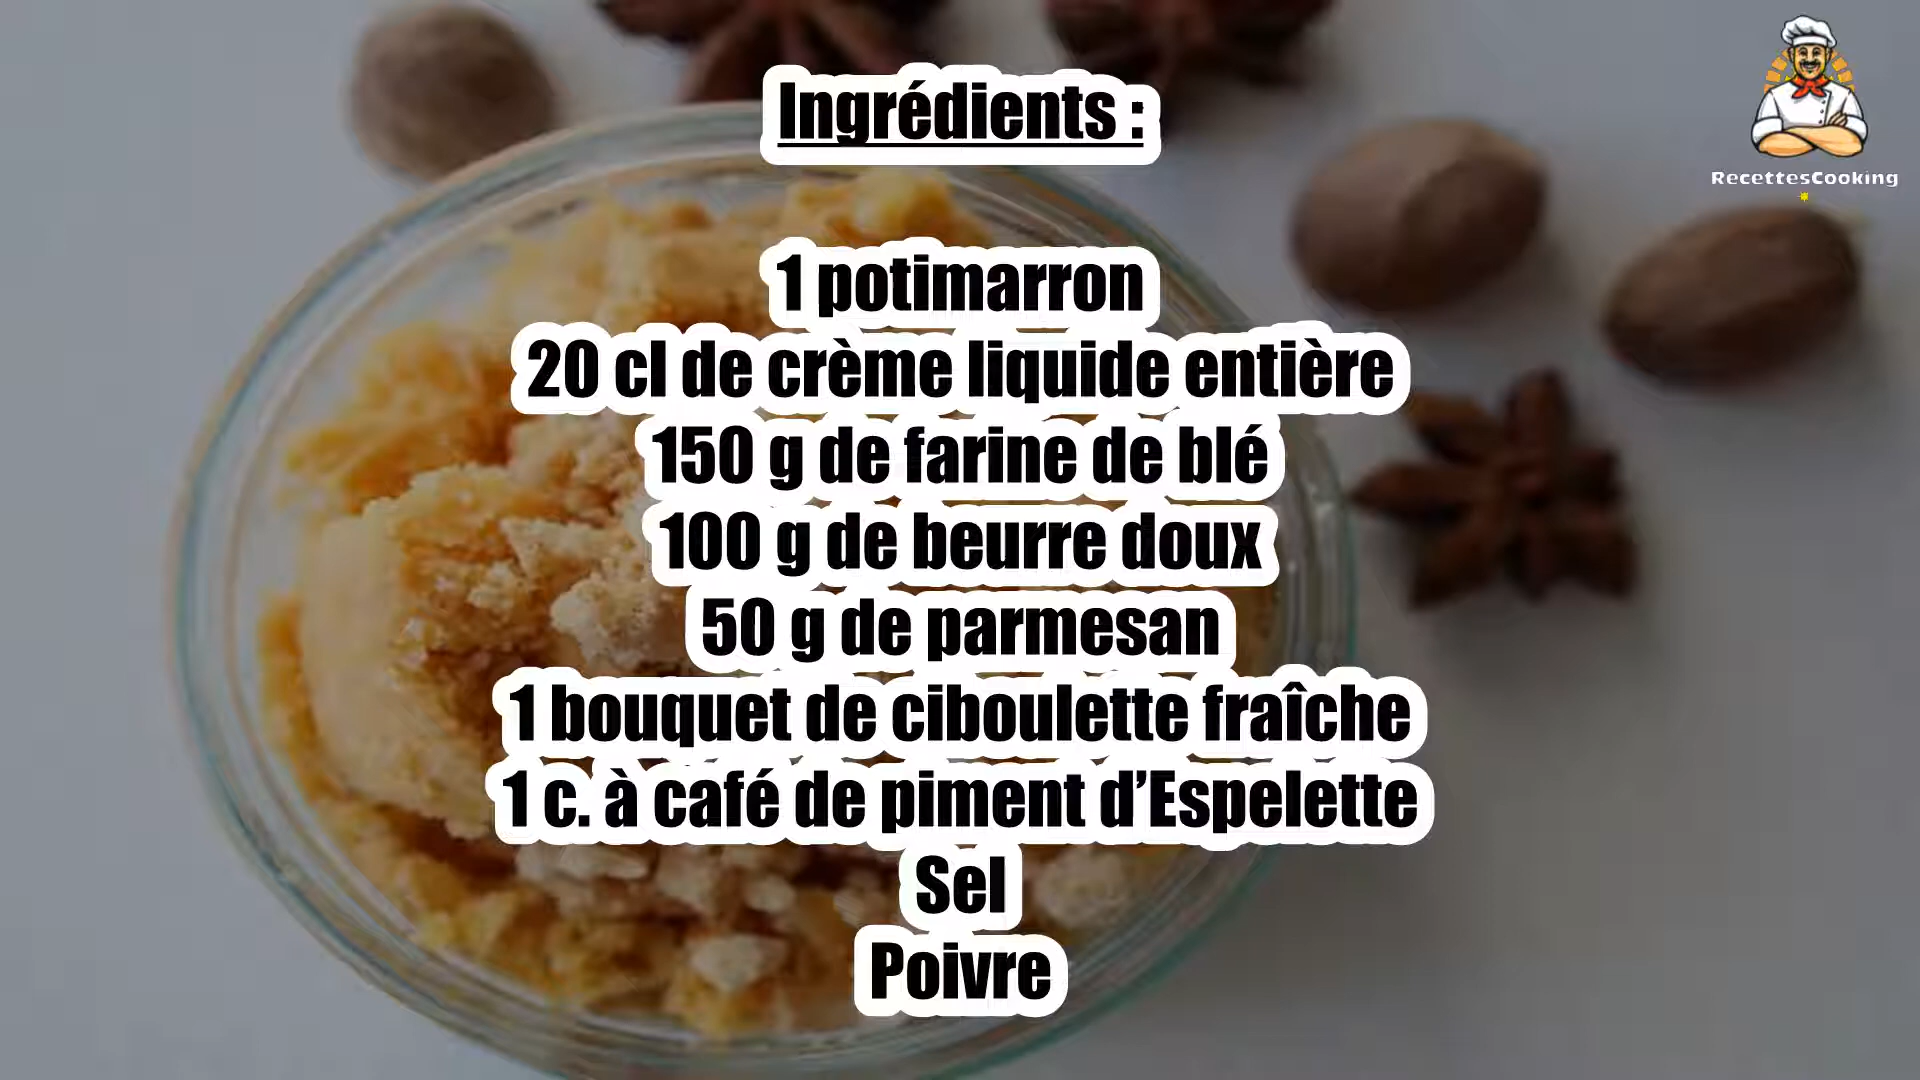 Ingrédients :
RecettesCooking
1 potimarron
20 cl de crème liquide entière
150 g de farine de blé
100 g de beurre doux
50 g de parmesan
1 bouquet de ciboulette fraîche
1 c. à café de piment d’Espelette
Sel
Poivre